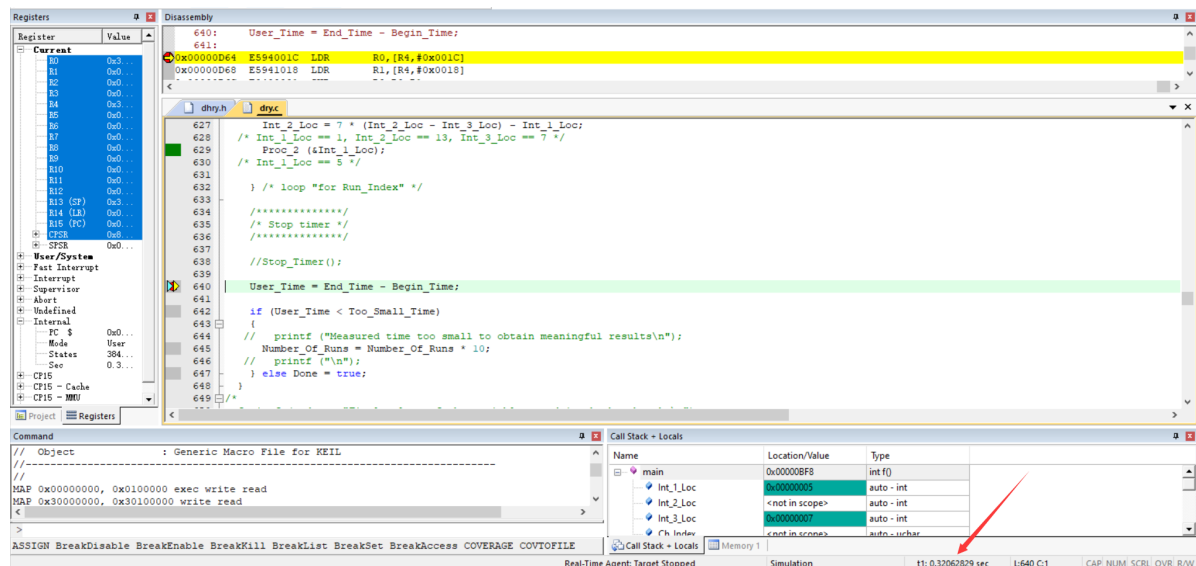 Registers
Register Value
Current
R0 0x3...
R1 0x0...
R2 0x0...
R3 0x0...
R4 0x3...
R5 0x0...
R6 0x0...
R7 0x0...
R8 0x0...
R9 0x0...
R10 0x0...
R11 0x0...
R12 0x0...
R13 (SP) 0x3...
R14 (LR) 0x0...
R15 (PC) 0x0...
CPSR 0x8...
SPSR 0x0...
User/System
Fast Interrupt
Interrupt
Supervisor
Abort
Undefined
Internal
PC $ 0x0...
Mode User
States 384...
Sec 0.3...
CP15
CP15 - Cache
CP15 - MMU
Project Registers
Disassembly
640: User_Time = End_Time - Begin_Time;
641:
0x00000D64 E594001C LDR R0,[R4,#0x001C]
0x00000D68 E5941018 LDR R1,[R4,#0x0018]
dhry.h dry.c
627 Int_2_Loc = 7 * (Int_2_Loc - Int_3_Loc) - Int_1_Loc;
628 /* Int_1_Loc == 1, Int_2_Loc == 13, Int_3_Loc == 7 */
629 Proc_2 (&Int_1_Loc);
630 /* Int_1_Loc == 5 */
631
632 } /* loop "for Run_Index" */
633
634 /**************/
635 /* Stop timer */
636 /**************/
637
638 //Stop_Timer();
639
640 User_Time = End_Time - Begin_Time;
641
642 if (User_Time < Too_Small_Time)
643 {
644 // printf ("Measured time too small to obtain meaningful results\n");
645 Number_Of_Runs = Number_Of_Runs * 10;
646 // printf ("\n");
647 } else Done = true;
648 }
649 /*
Command
// Object : Generic Macro File for KEIL
//---------------------------------------------------------------------------
//
MAP 0x00000000, 0x0100000 exec write read
MAP 0x30000000, 0x30100000 write read
>
ASSIGN BreakDisable BreakEnable BreakKill BreakList BreakSet BreakAccess COVERAGE COVTOFILE
Call Stack + Locals
Name Location/Value Type
main 0x00000BF8 int f()
Int_1_Loc 0x00000005 auto - int
Int_2_Loc <not in scope> auto - int
Int_3_Loc 0x00000007 auto - int
Ch_Index <not in scope> auto - uchar
Call Stack + Locals Memory 1
Real-Time Agent: Target Stopped Simulation t1: 0.32062829 sec L:640 C:1 CAP NUM SCRL OVR R/W